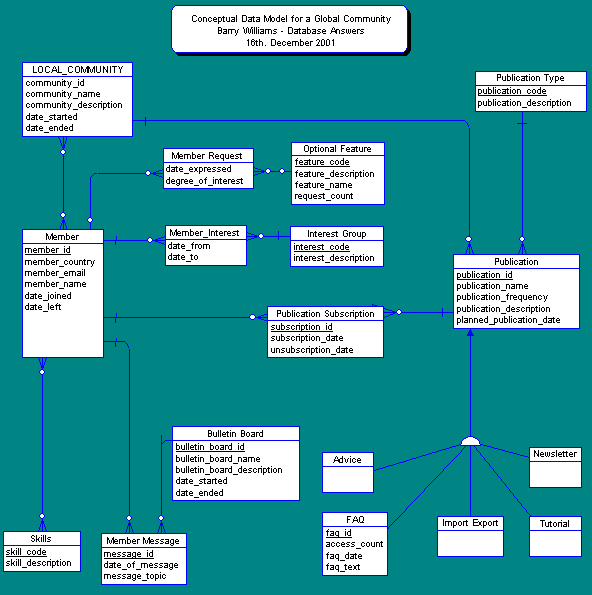 Conceptual Data Model for a Global Community
Barry Williams - Database Answers
16th. December 2001
LOCAL_COMMUNITY
community_id
community_name
community_description
date_started
date_ended
Publication Type
publication_code
publication_description
Member Request
date_expressed
degree_of_interest
Optional Feature
feature_code
feature_description
feature_name
request_count
Member
member_id
member_country
member_email
member_name
date_joined
date_left
Member_Interest
date_from
date_to
Interest Group
interest_code
interest_description
Publication
publication_id
publication_name
publication_frequency
publication_description
planned_publication_date
Publication Subscription
subscription_id
subscription_date
unsubscription_date
Bulletin Board
bulletin_board_id
bulletin_board_name
bulletin_board_description
date_started
date_ended
Advice
Newsletter
FAQ
faq_id
access_count
faq_date
faq_text
Import Export
Tutorial
Skills
skill_code
skill_description
Member Message
message_id
date_of_message
message_topic